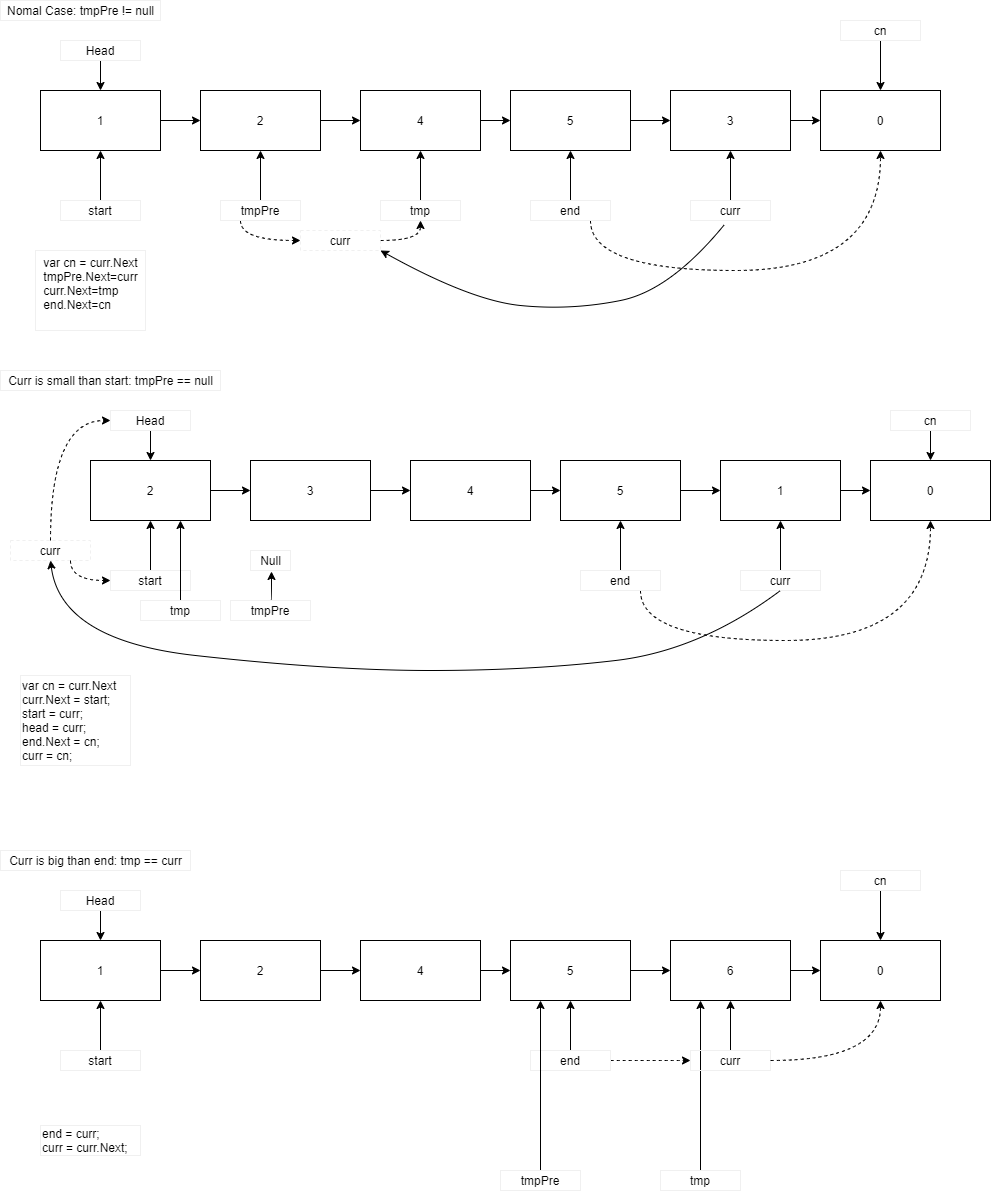 Nomal Case: tmpPre != null
cn
Head
1
2
4
5
3
0
start
tmpPre
tmp
end
curr
curr
var cn = curr.Next
tmpPre.Next=curr
curr.Next=tmp
end.Next=cn
Curr is small than start: tmpPre == null
Head
cn
2
3
4
5
1
0
curr
Null
start
end
curr
tmp
tmpPre
var cn = curr.Next
curr.Next = start;
start = curr;
head = curr;
end.Next = cn;
curr = cn;
Curr is big than end: tmp == curr
cn
Head
1
2
4
5
6
0
start
end
curr
end = curr;
curr = curr.Next;
tmpPre
tmp